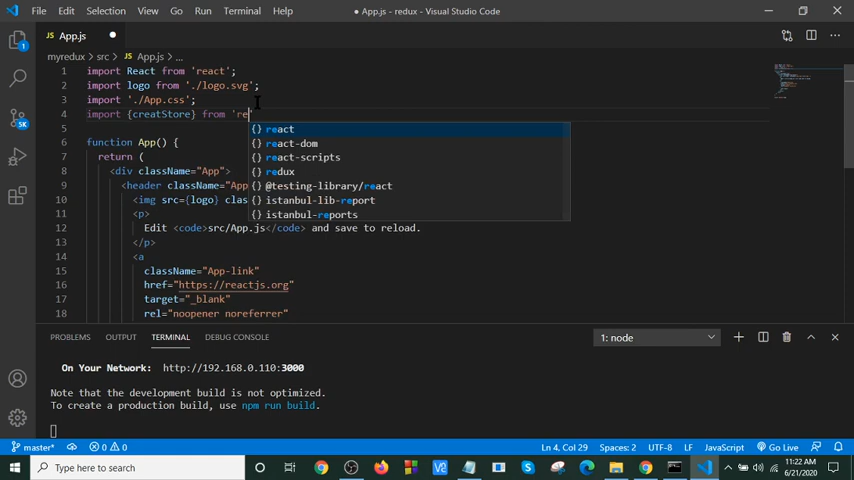 File Edit Selection View Go Run Terminal Help
● App.js - redux - Visual Studio Code
App.js ●
myredux > src > JS App.js > ...
1 import React from 'react';
2 import logo from './logo.svg';
3 import './App.css';
4 import {creatStore} from 're'
{} react
5
{} react-dom
6 function App() {
{} react-scripts
7 return (
{} redux
8 <div className="App">
{} @testing-library/react
9 <header className="App
{} istanbul-lib-report
10 <img src={logo} clas
{} istanbul-reports
11 <p>
12 Edit <code>src/App.js</code> and save to reload.
13 </p>
14 <a
15 className="App-link"
16 href="https://reactjs.org"
17 target="_blank"
18 rel="noopener noreferrer"
PROBLEMS OUTPUT TERMINAL DEBUG CONSOLE 1: node
On Your Network: http://192.168.0.110:3000
Note that the development build is not optimized.
To create a production build, use npm run build.
master* 0 0 Ln 4, Col 29 Spaces: 2 UTF-8 LF JavaScript Go Live
Type here to search
11:22 AM
6/21/2020